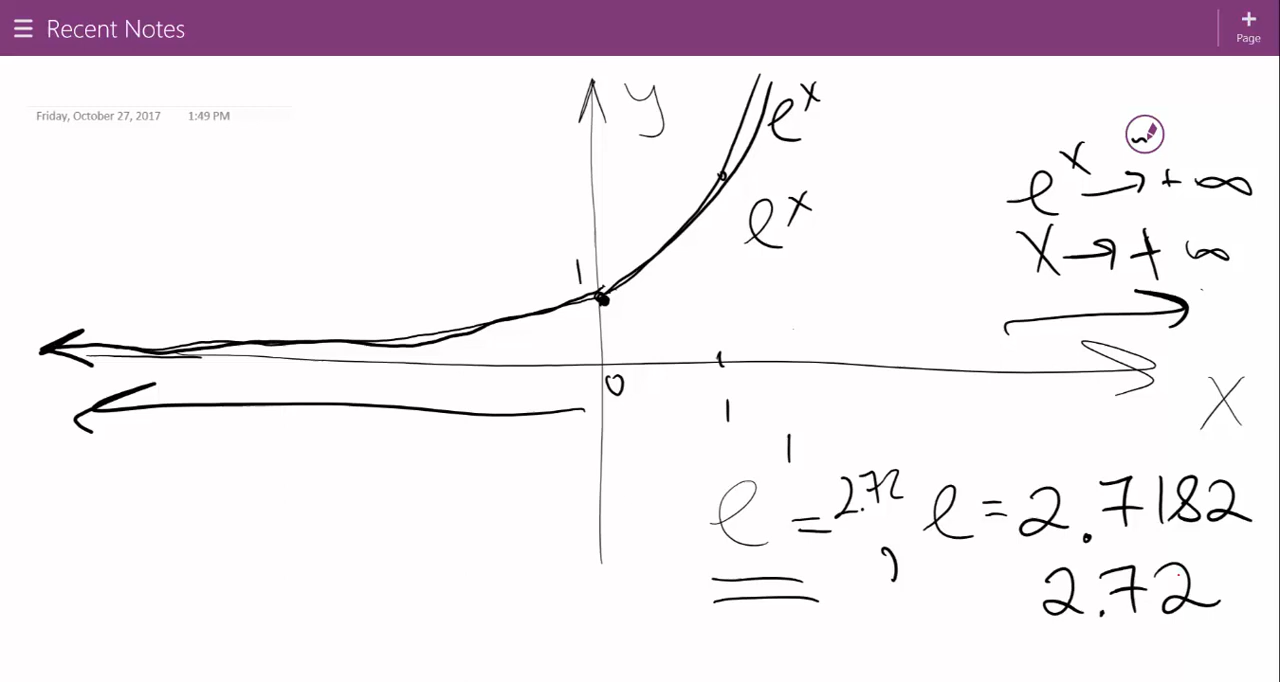 Recent Notes
Page
Friday, October 27, 2017 1:49 PM
y
e^x
e^x
e^x → +∞
x → +∞
1
0
1
x
e^1 = 2.72, e = 2.7182
2.72